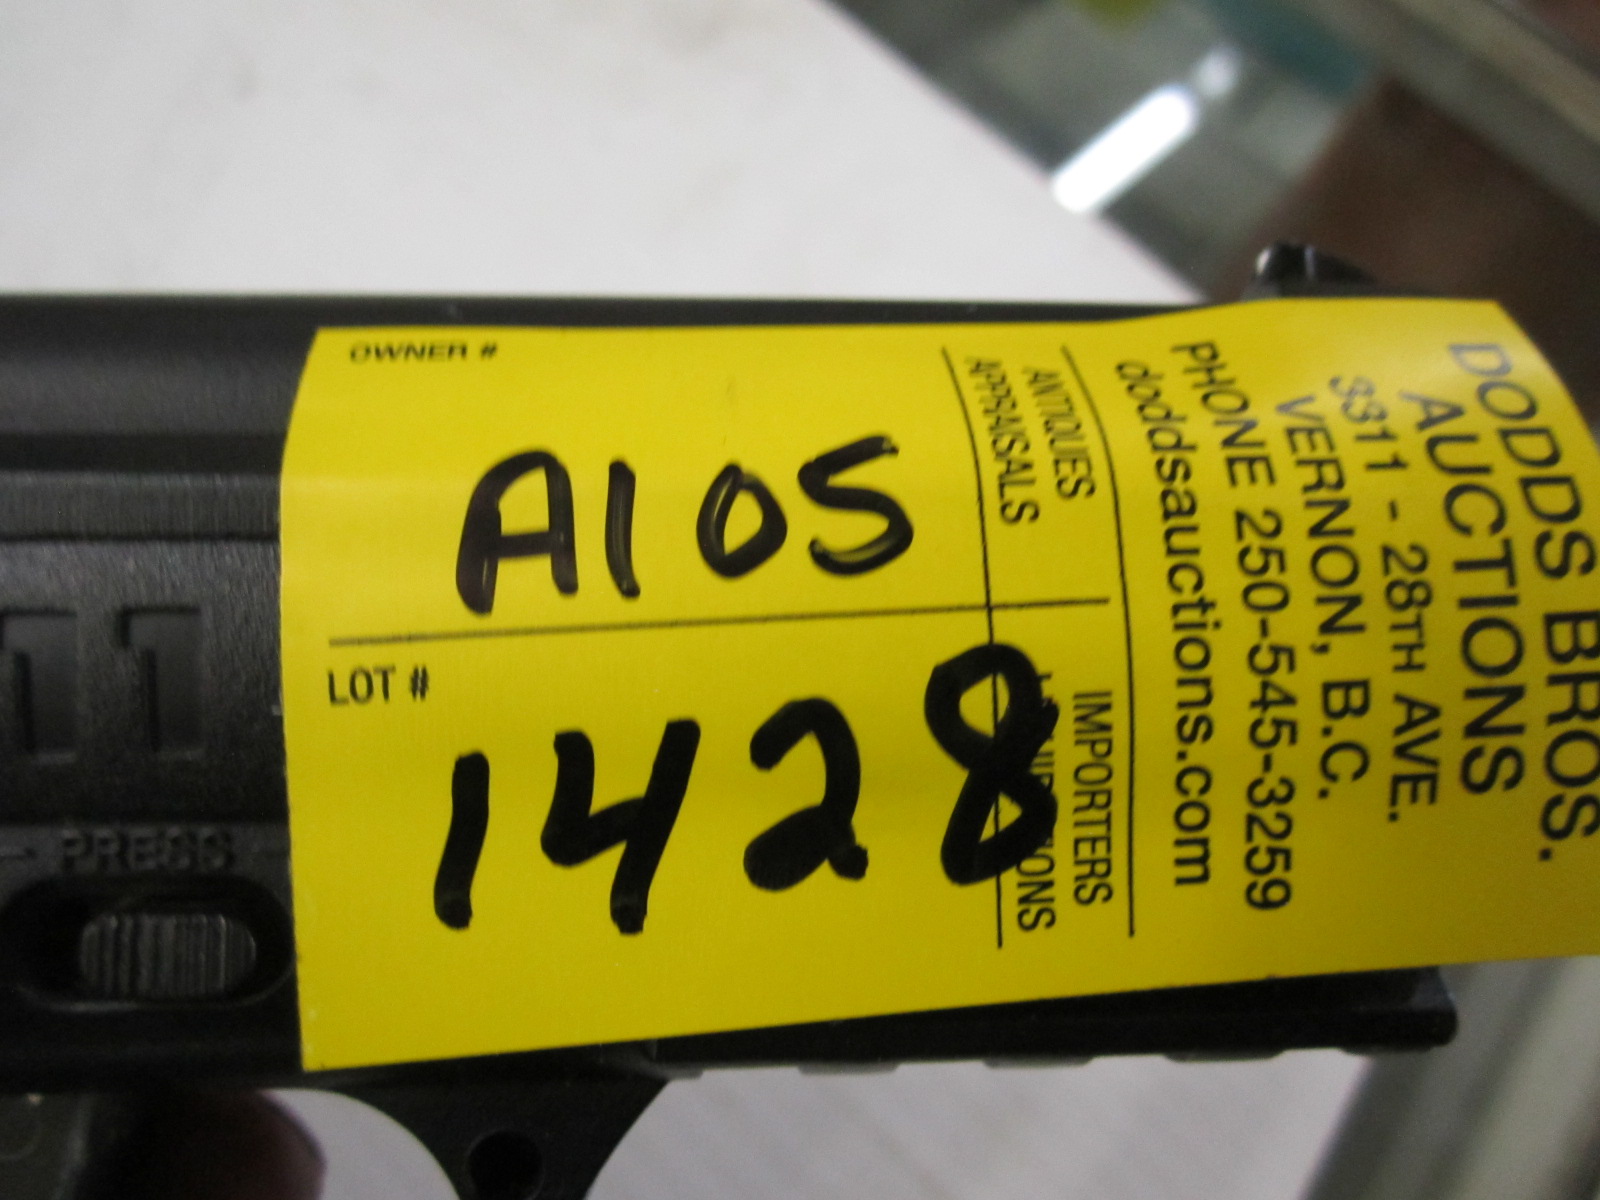 OWNER #
A105
LOT #
1428
ANTIQUES
APPRAISALS
IMPORTERS
DODDS BROS.
AUCTIONS
3311 - 28TH AVE.
VERNON, B.C.
PHONE 250-545-3259
doddsauctions.com
11
PRESS